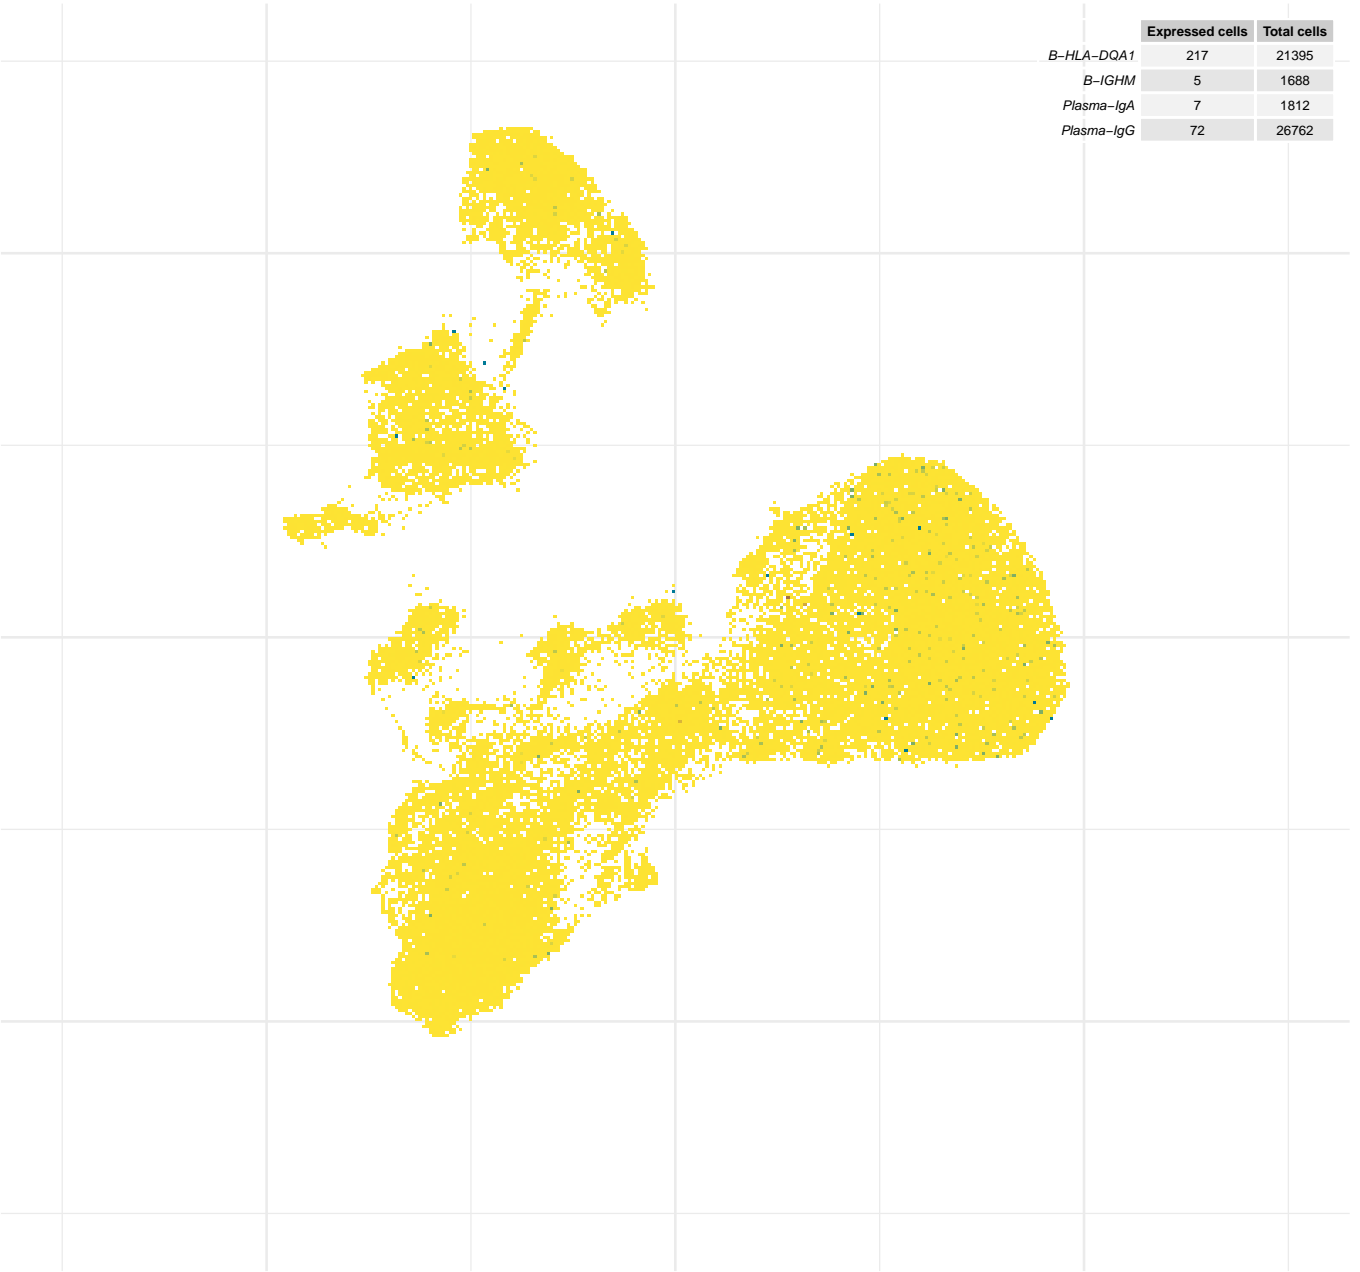 Expressed cells Total cells
B−HLA−DQA1 217 21395
B−IGHM 5 1688
Plasma−IgA 7 1812
Plasma−IgG 72 26762